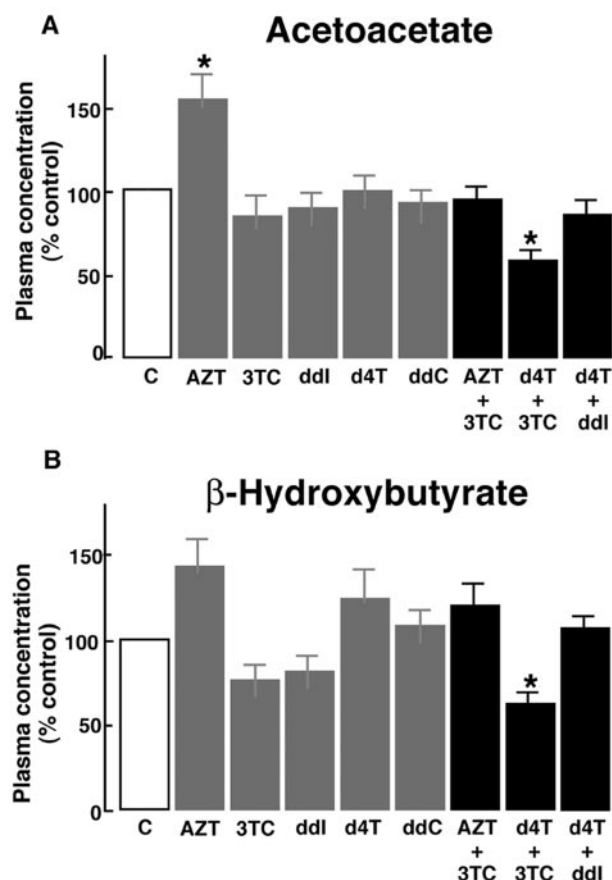 A
Acetoacetate
Plasma concentration
(% control)
150
100
50
0
*
*
C AZT 3TC ddI d4T ddC AZT d4T d4T
+ + +
3TC 3TC ddI
B
β-Hydroxybutyrate
Plasma concentration
(% control)
150
100
50
0
*
C AZT 3TC ddI d4T ddC AZT d4T d4T
+ + +
3TC 3TC ddI